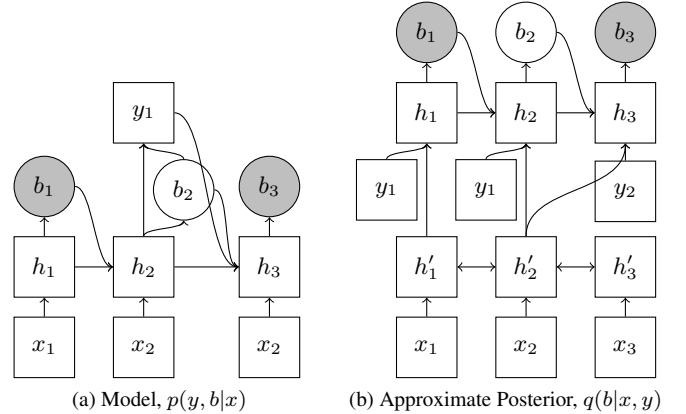 b₁ b₂ b₃
y₁ h₁ h₂ h₃
b₁ b₂ b₃ y₁ y₁ y₂
h₁ h₂ h₃ h′₁ h′₂ h′₃
x₁ x₂ x₂ x₁ x₂ x₃
(a) Model, p(y, b|x) (b) Approximate Posterior, q(b|x, y)